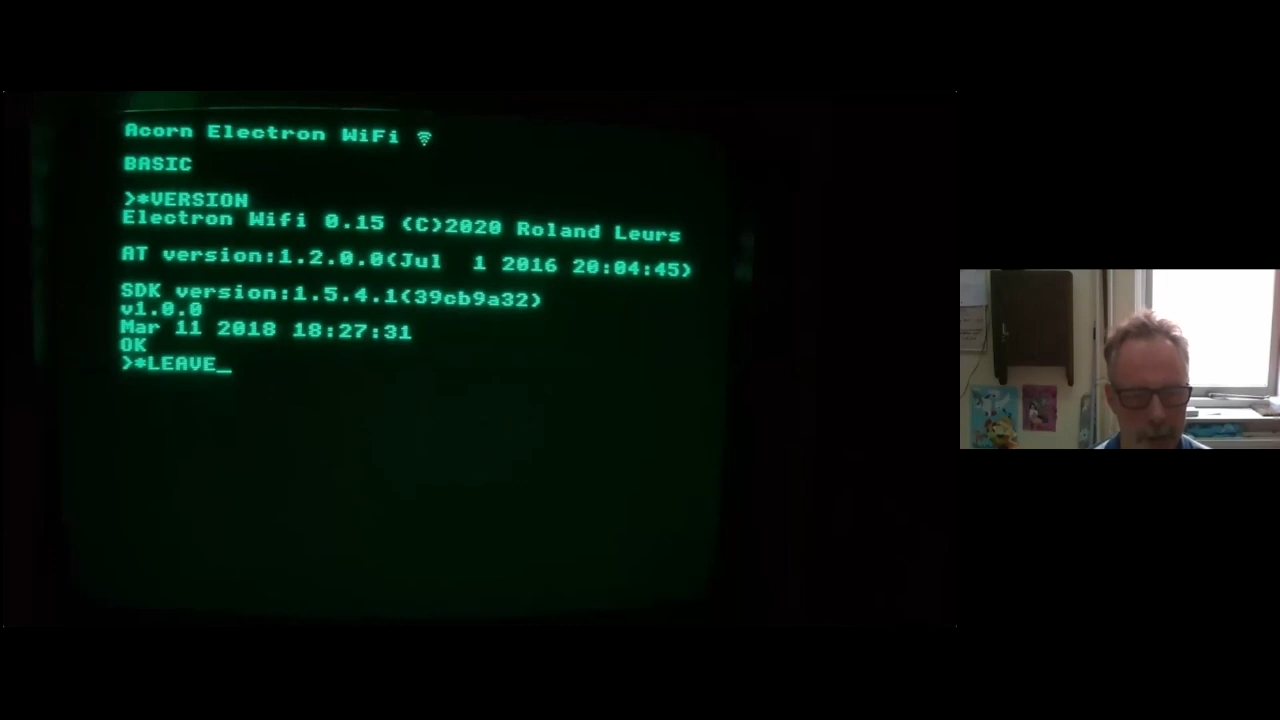 Acorn Electron WiFi
BASIC
>*VERSION
Electron Wifi 0.15 (C)2020 Roland Leurs
AT version:1.2.0.0(Jul  1 2016 20:04:45)
SDK version:1.5.4.1(39cb9a32)
v1.0.0
Mar 11 2018 18:27:31
OK
>*LEAVE_